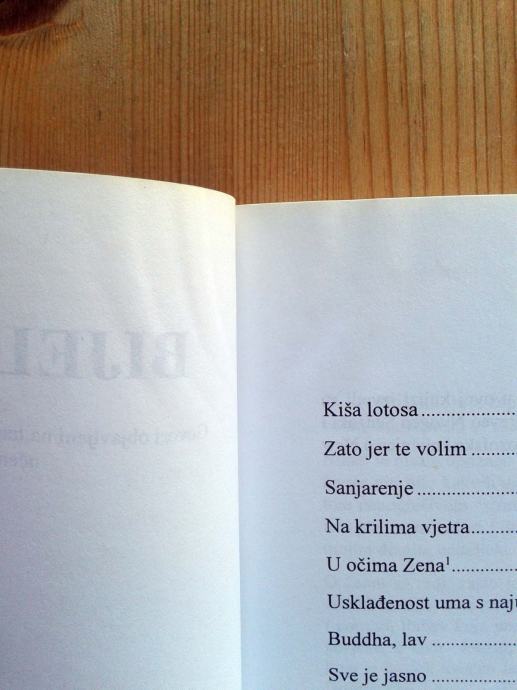 BIJEL
Kiša lotosa
Zato jer te volim
Sanjarenje
Na krilima vjetra
U očima Zena¹
Usklađenost uma s naj
Buddha, lav
Sve je jasno